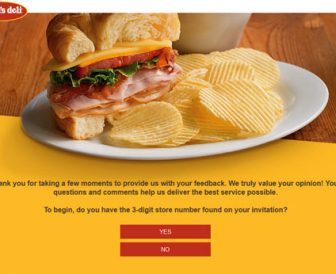 's deli
ank you for taking a few moments to provide us with your feedback. We truly value your opinion! You
questions and comments help us deliver the best service possible.
To begin, do you have the 3-digit store number found on your invitation?
YES
NO